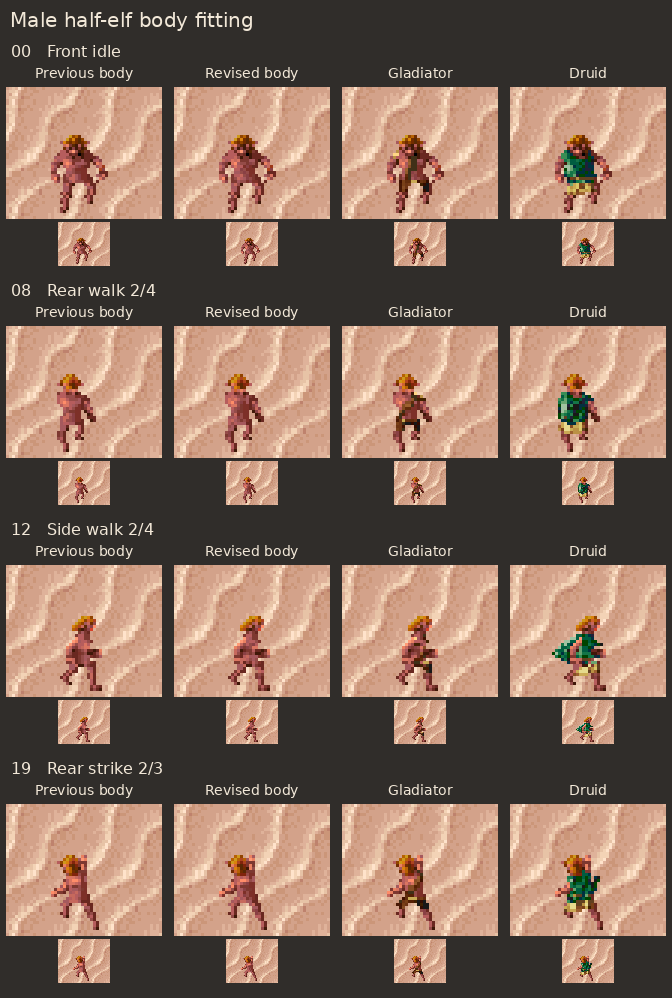 Male half-elf body fitting
00 Front idle
Previous body Revised body Gladiator Druid
08 Rear walk 2/4
Previous body Revised body Gladiator Druid
12 Side walk 2/4
Previous body Revised body Gladiator Druid
19 Rear strike 2/3
Previous body Revised body Gladiator Druid